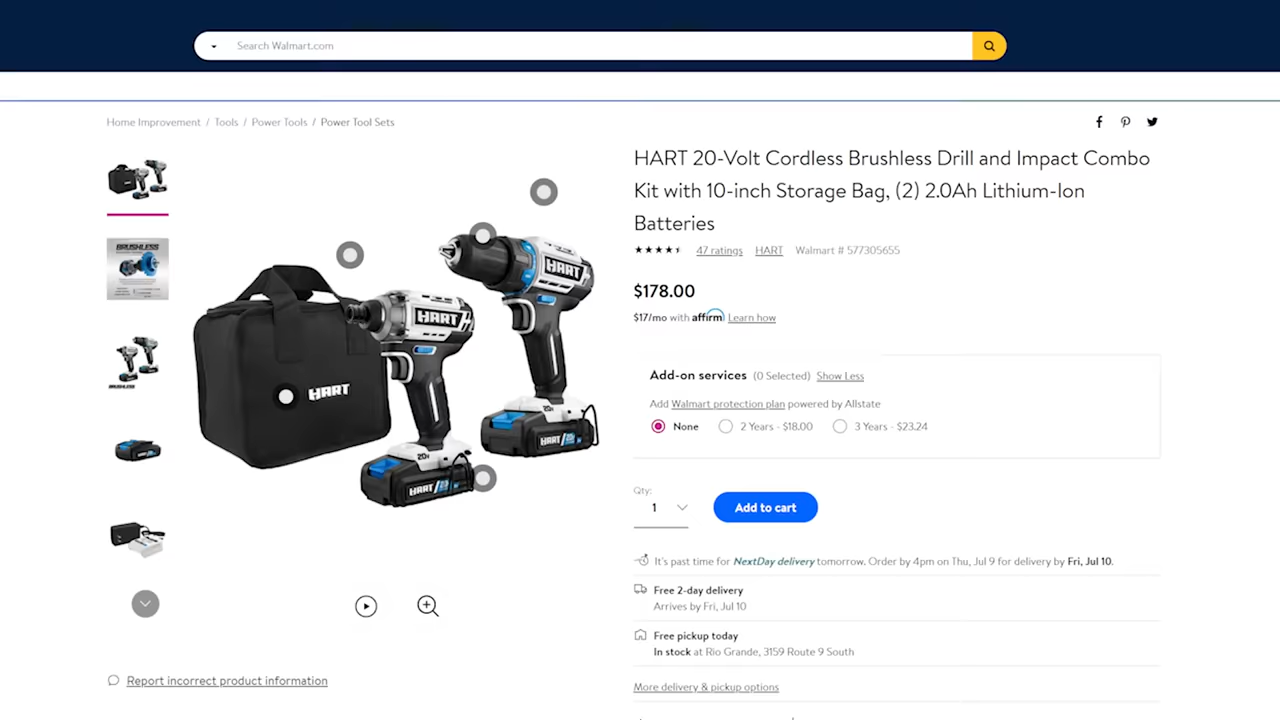 Search Walmart.com
Home Improvement / Tools / Power Tools / Power Tool Sets
HART 20-Volt Cordless Brushless Drill and Impact Combo
Kit with 10-inch Storage Bag, (2) 2.0Ah Lithium-Ion
Batteries
47 ratings HART Walmart # 577305655
$178.00
$17/mo with affirm Learn how
Add-on services (0 Selected) Show Less
Add Walmart protection plan powered by Allstate
None 2 Years - $18.00 3 Years - $23.24
Qty:
1
Add to cart
It's past time for NextDay delivery tomorrow. Order by 4pm on Thu, Jul 9 for delivery by Fri, Jul 10.
Free 2-day delivery
Arrives by Fri, Jul 10
Free pickup today
In stock at Rio Grande, 3159 Route 9 South
More delivery & pickup options
BRUSHLESS
BRUSHLESS
HART
HART
HART
20V
HART
20V
HART
Report incorrect product information